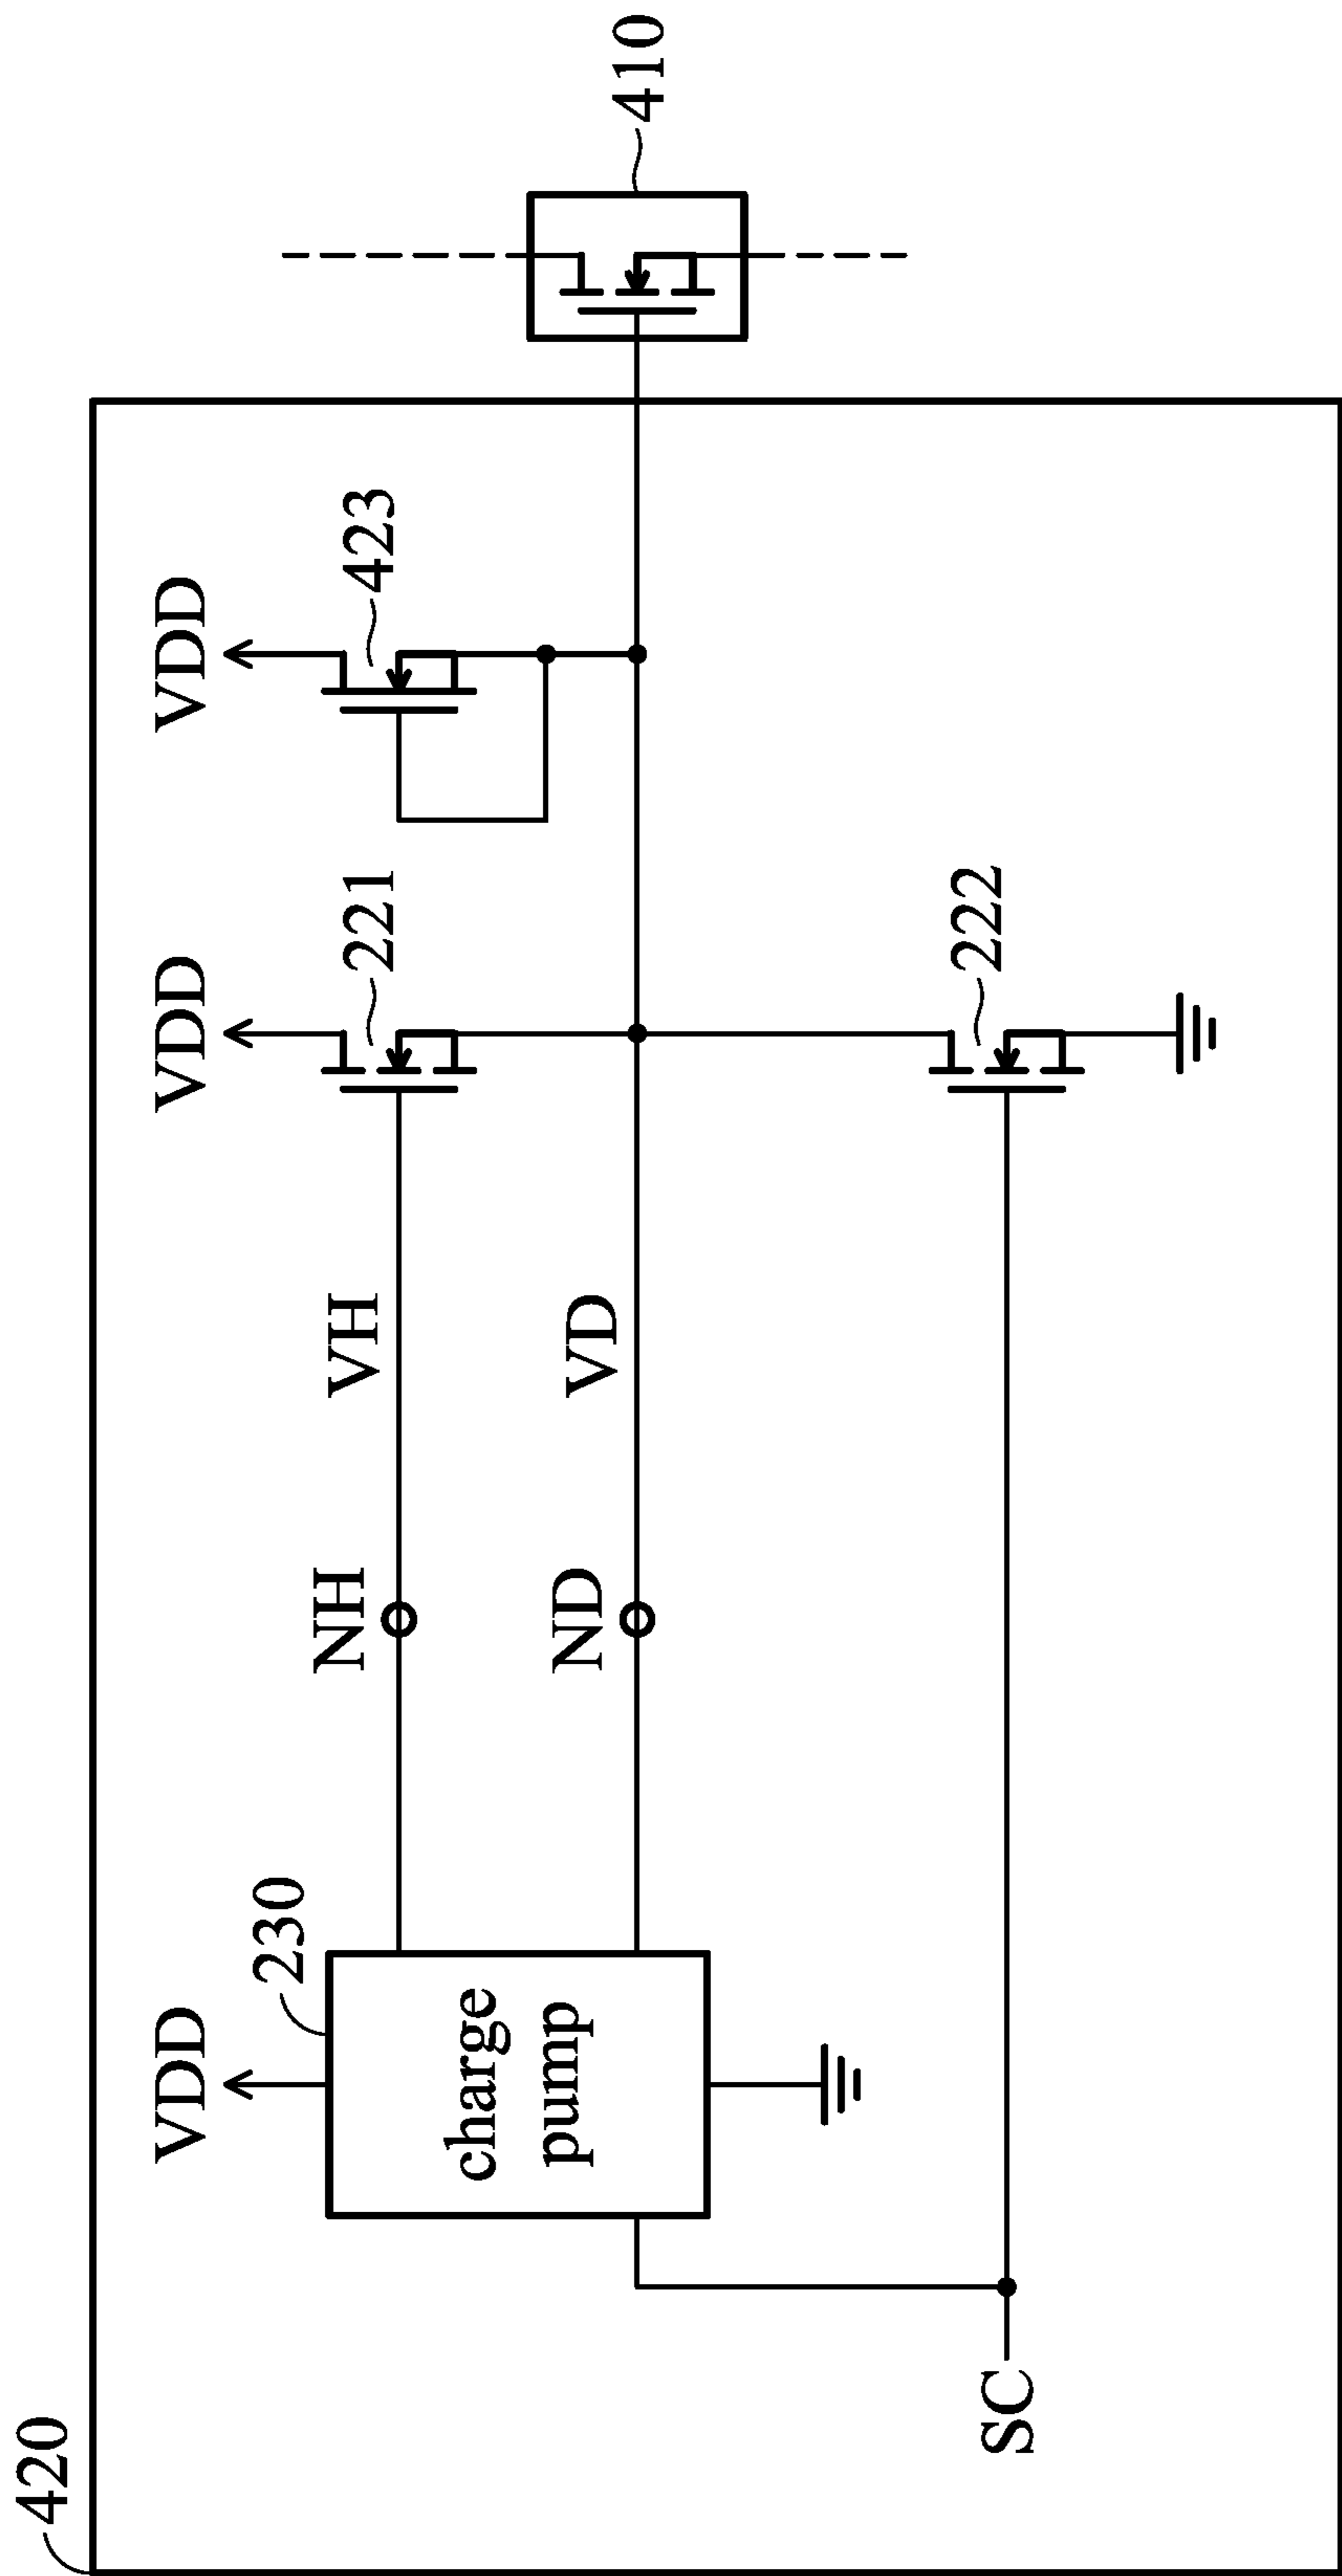 420
VDD
VDD
VDD
230
NH
VH
221
423
charge
pump
ND
VD
410
SC
222